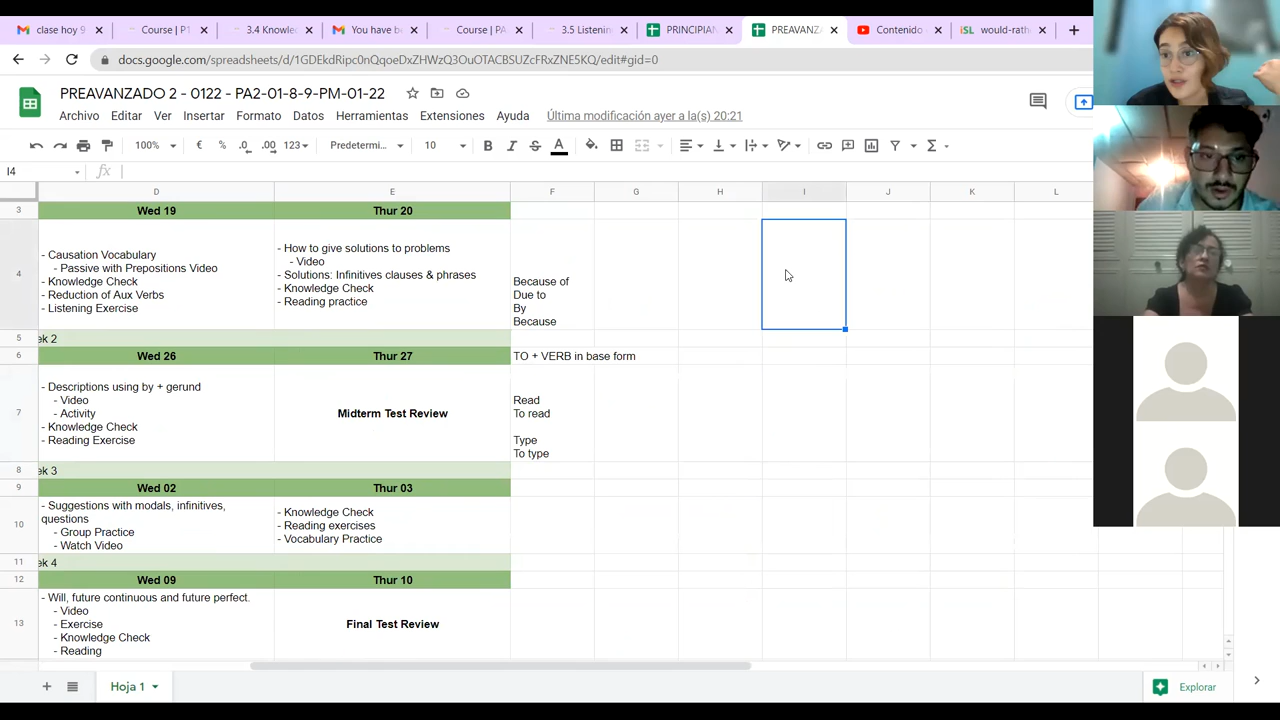 clase boy 9
Course | P1
3.4 Knowle
You have be
Course | PA
3.5 Listenin
PRINCIPIAN
PREAVANZA
Contenido
would-rath
docs.google.com/spreadsheets/d/1GDEkdRipc0nQqoeDxZHWzQ3OuQYACBSUZcFRxZNE5KQ/edit#gid=0
PREAVANZADO 2 - 0122 - PA2-01-8-9-PM-01-22
Archivo Editar Ver Insertar Formato Datos Herramientas Extensiones Ayuda Última modificación ayer a la(s) 20:21
100% € % .0 .00 123 Predetermi... 10 B I S A
I4 fx
D E F G H I J K L
3 Wed 19 Thur 20
4
- Causation Vocabulary
- Passive with Prepositions Video
- Knowledge Check
- Reduction of Aux Verbs
- Listening Exercise
- How to give solutions to problems
- Video
- Solutions: Infinitives clauses & phrases
- Knowledge Check
- Reading practice
Because of
Due to
By
Because
5 ek 2
6 Wed 26 Thur 27 TO + VERB in base form
7
- Descriptions using by + gerund
- Video
- Activity
- Knowledge Check
- Reading Exercise
Midterm Test Review
Read
To read
Type
To type
8 ek 3
9 Wed 02 Thur 03
10
- Suggestions with modals, infinitives,
questions
- Group Practice
- Watch Video
- Knowledge Check
- Reading exercises
- Vocabulary Practice
11 ek 4
12 Wed 09 Thur 10
13
- Will, future continuous and future perfect.
- Video
- Exercise
- Knowledge Check
- Reading
Final Test Review
Hoja 1
Explorar